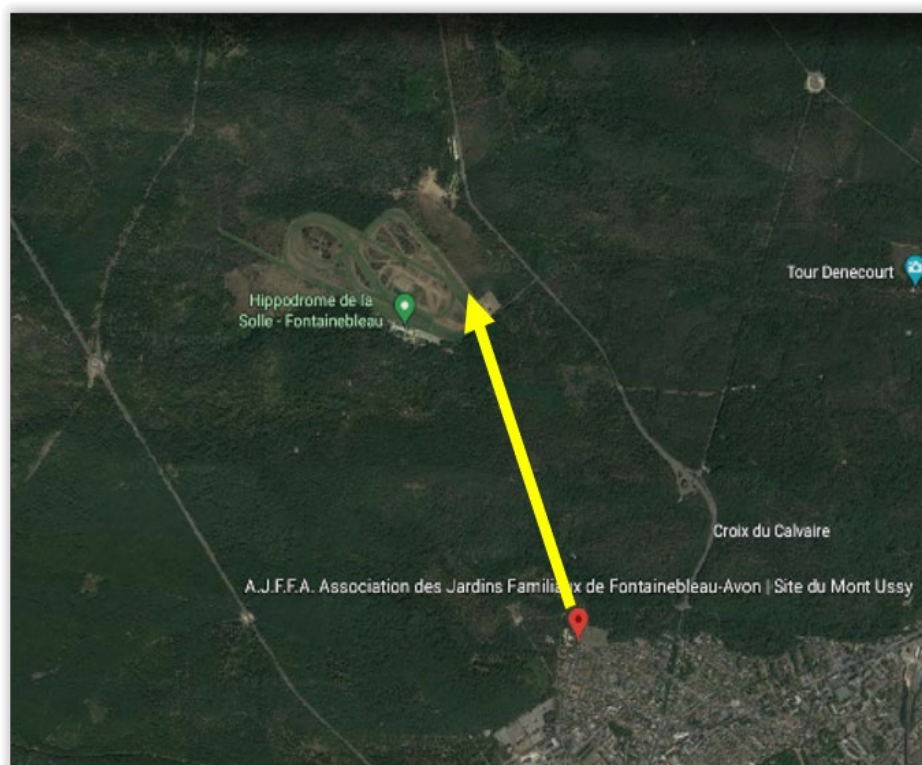 Tour Denecourt
Hippodrome de la
Solle - Fontainebleau
Croix du Calvaire
A.J.F.F.A. Association des Jardins Familiaux de Fontainebleau-Avon | Site du Mont Ussy